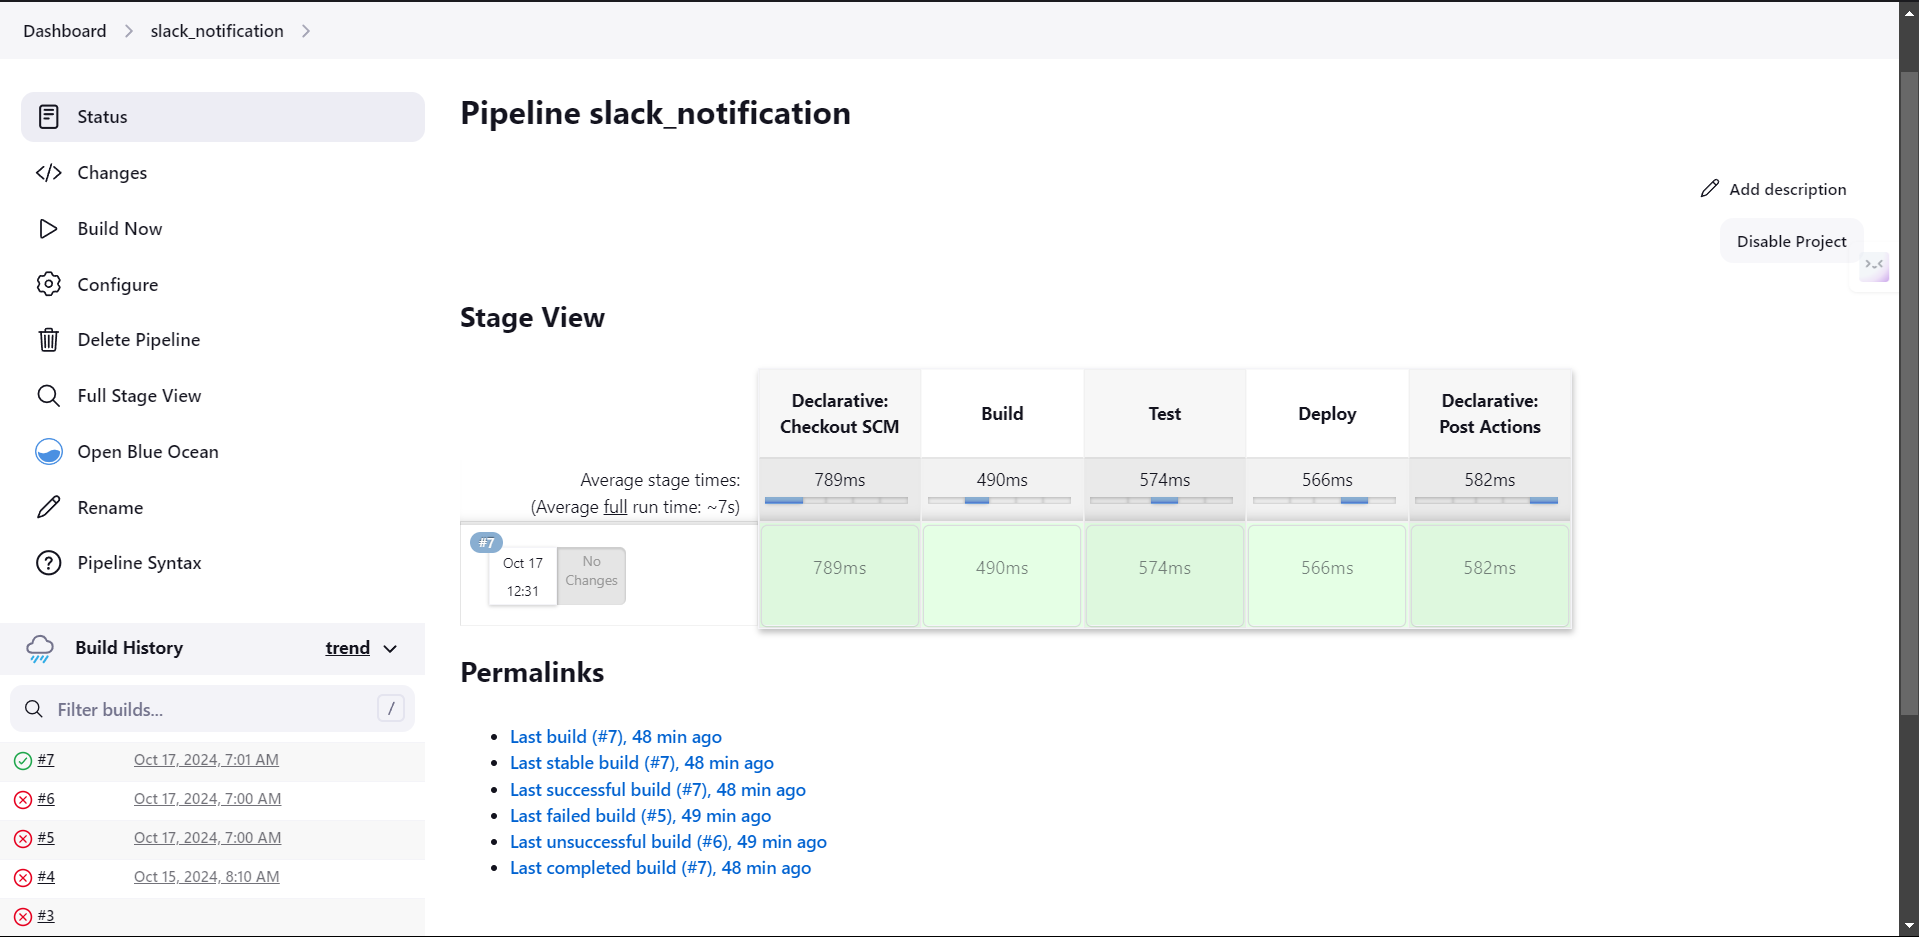 Dashboard
slack_notification
Status
Changes
Build Now
Configure
Delete Pipeline
Full Stage View
Open Blue Ocean
Rename
Pipeline Syntax
Build History
trend
Filter builds...
/
#7 Oct 17, 2024, 7:01 AM
#6 Oct 17, 2024, 7:00 AM
#5 Oct 17, 2024, 7:00 AM
#4 Oct 15, 2024, 8:10 AM
#3
Pipeline slack_notification
Add description
Disable Project
Stage View
Declarative: Checkout SCM
Build
Test
Deploy
Declarative: Post Actions
Average stage times:
(Average full run time: ~7s)
789ms 490ms 574ms 566ms 582ms
#7
Oct 17
12:31
No
Changes
789ms 490ms 574ms 566ms 582ms
Permalinks
Last build (#7), 48 min ago
Last stable build (#7), 48 min ago
Last successful build (#7), 48 min ago
Last failed build (#5), 49 min ago
Last unsuccessful build (#6), 49 min ago
Last completed build (#7), 48 min ago